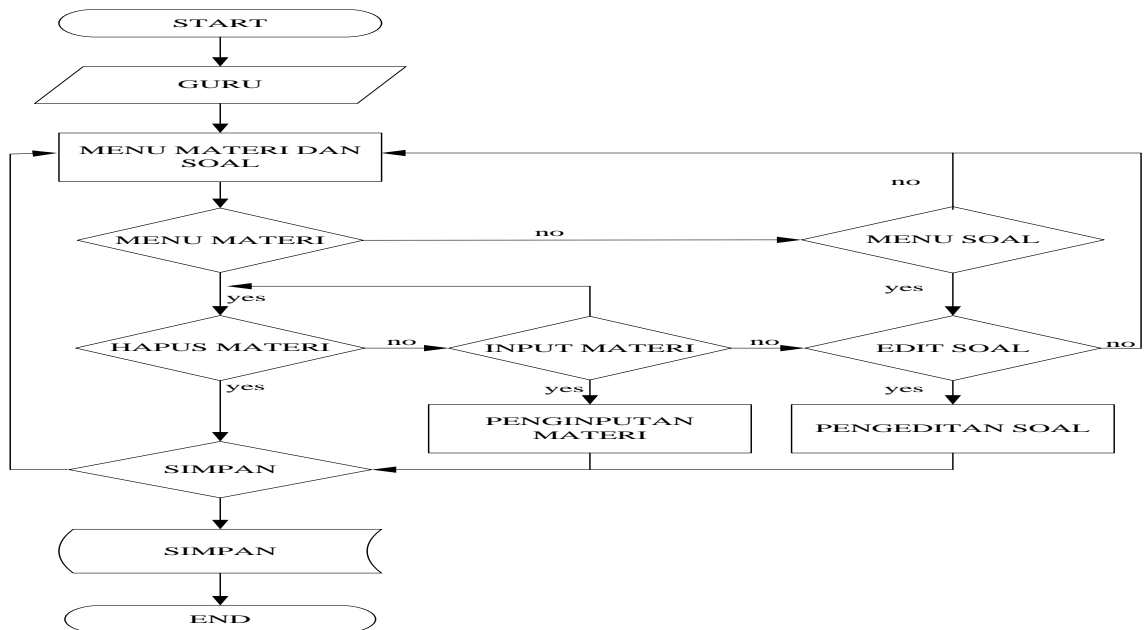 START
GURU
MENU MATERI DAN
SOAL
no
MENU MATERI
no
MENU SOAL
yes
yes
HAPUS MATERI
no
INPUT MATERI
no
EDIT SOAL
no
yes
yes
yes
PENGINPUTAN
MATERI
PENGEDITAN SOAL
SIMPAN
SIMPAN
END